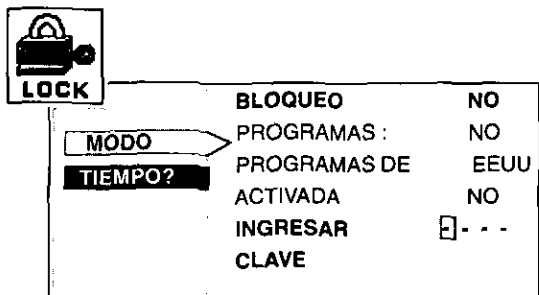 LOCK
BLOQUEO NO
MODO PROGRAMAS : NO
TIEMPO? PROGRAMAS DE EEUU
ACTIVADA NO
INGRESAR - - - -
CLAVE